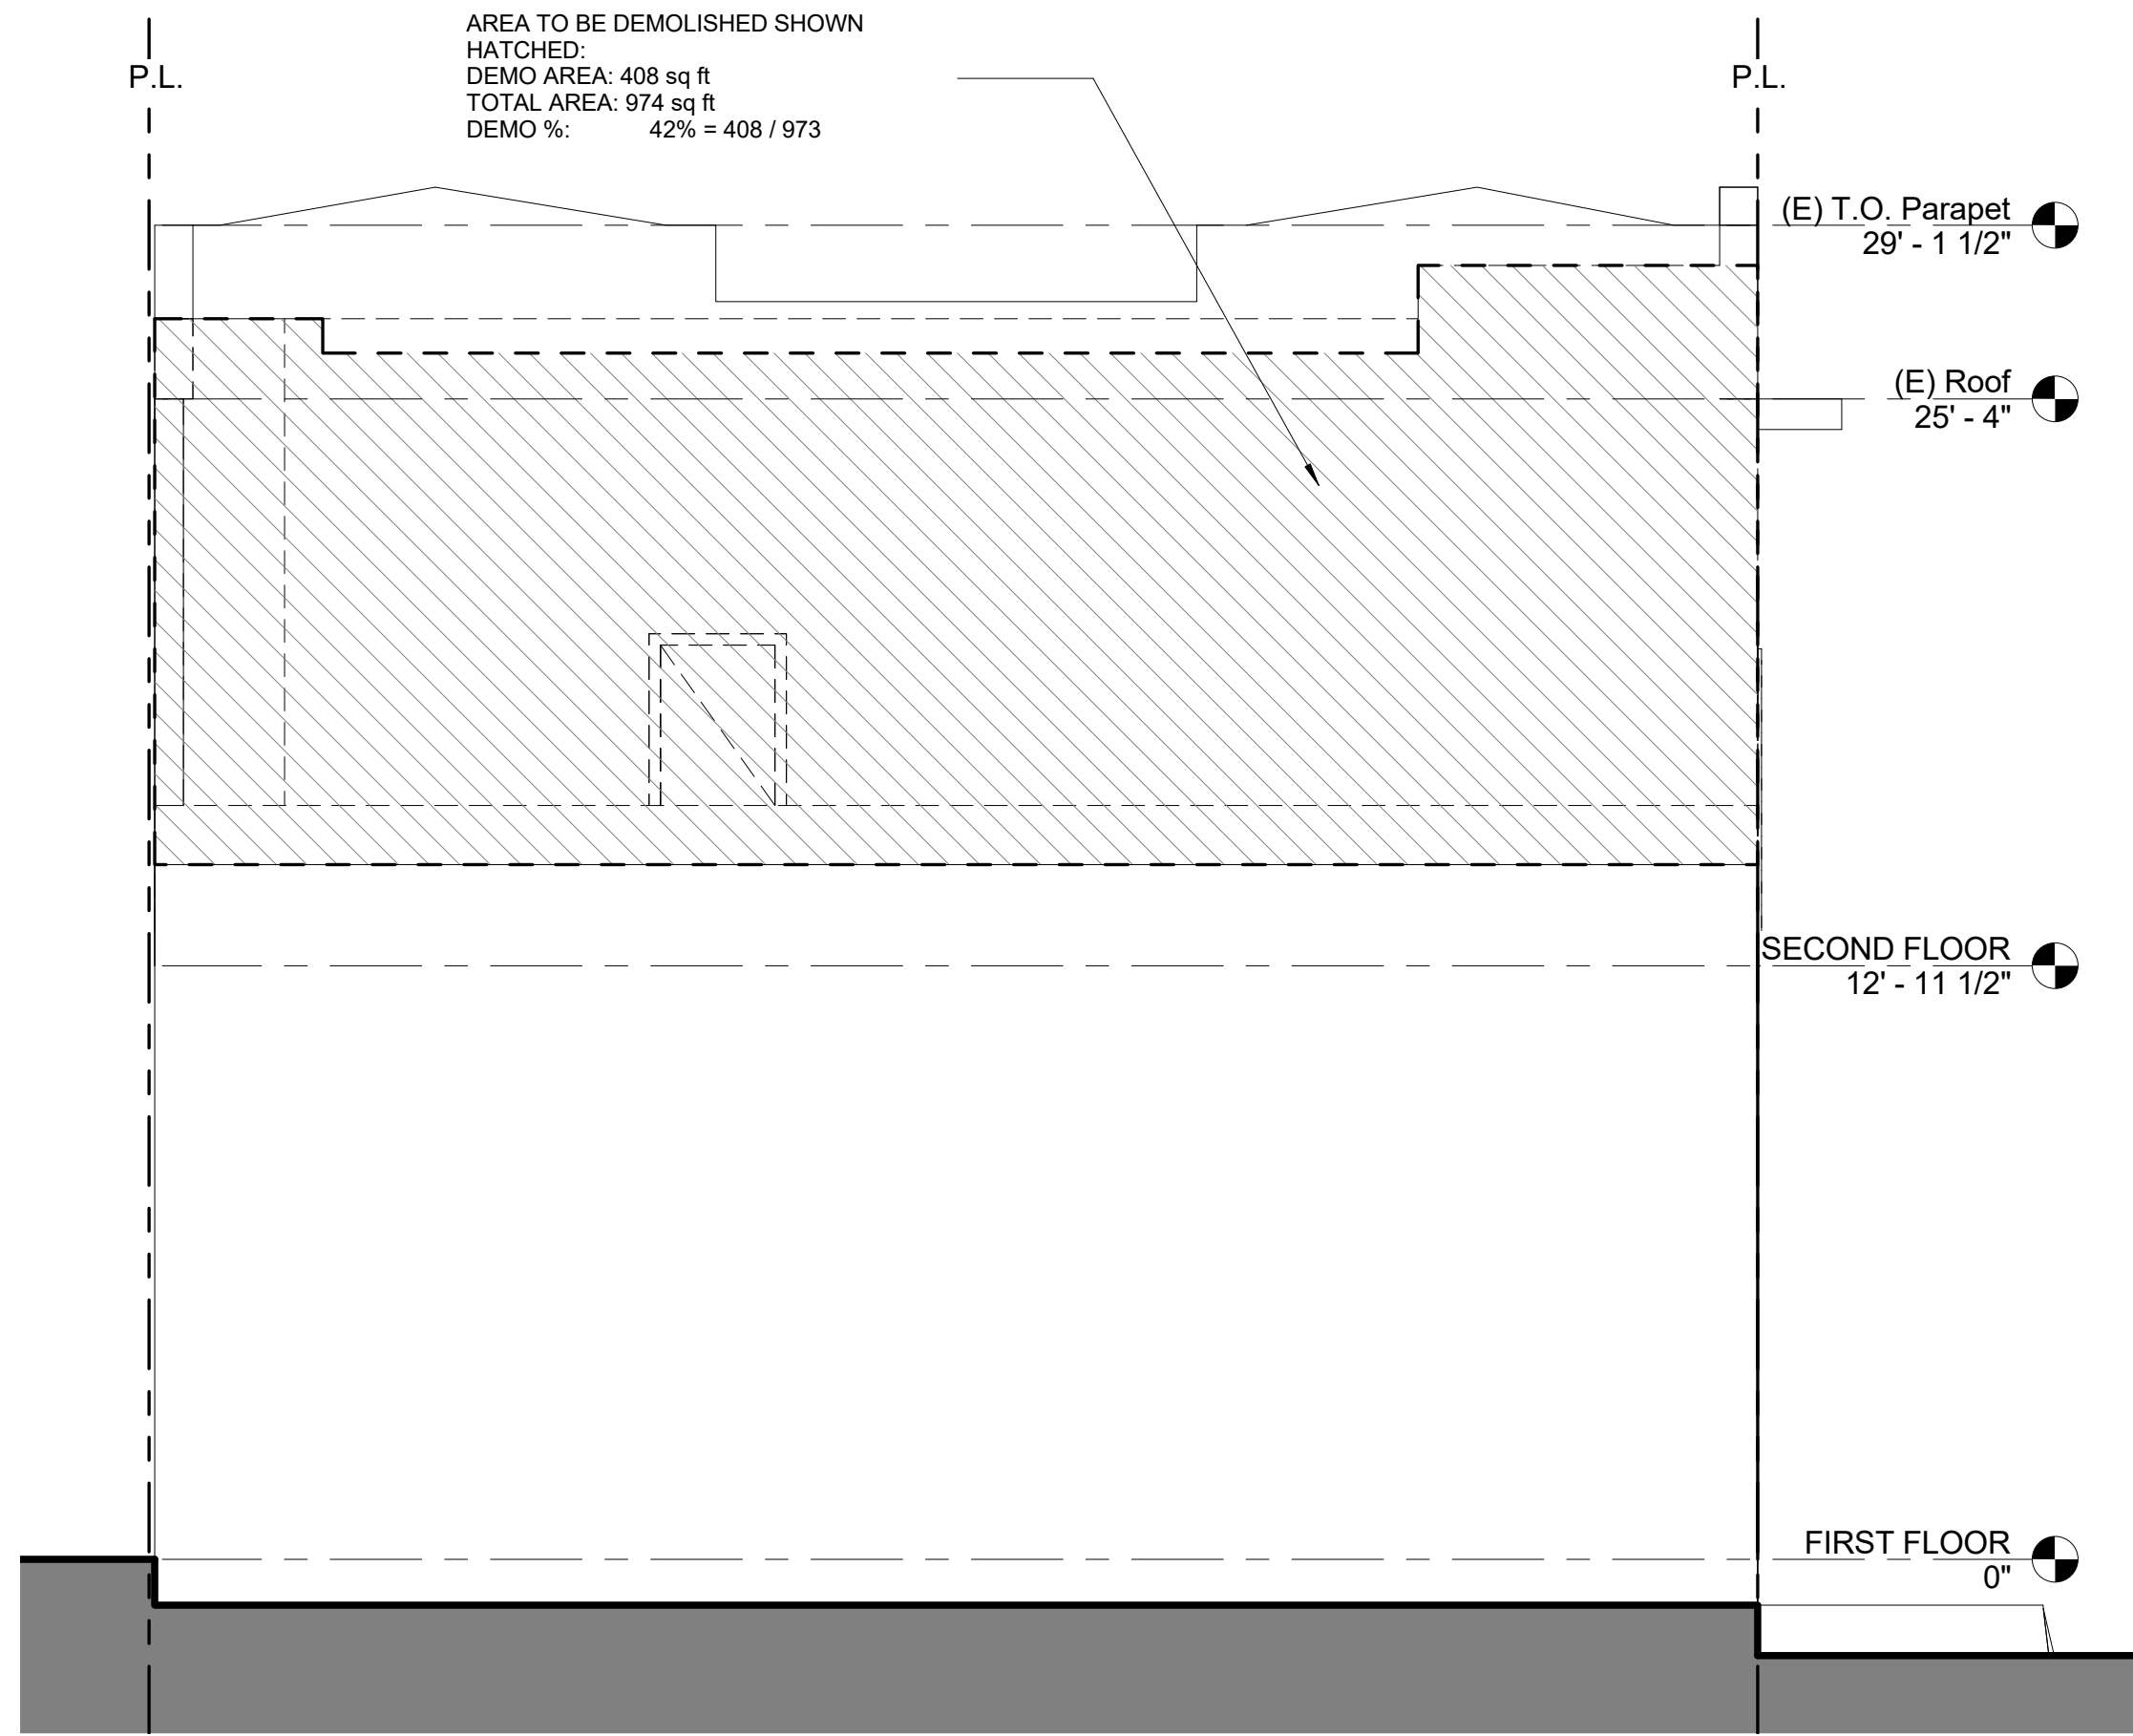 AREA TO BE DEMOLISHED SHOWN
HATCHED:
DEMO AREA: 408 sq ft
TOTAL AREA: 974 sq ft
DEMO %: 42% = 408 / 973
P.L.
P.L.
(E) T.O. Parapet
29' - 1 1/2"
(E) Roof
25' - 4"
SECOND FLOOR
12' - 11 1/2"
FIRST FLOOR
0"